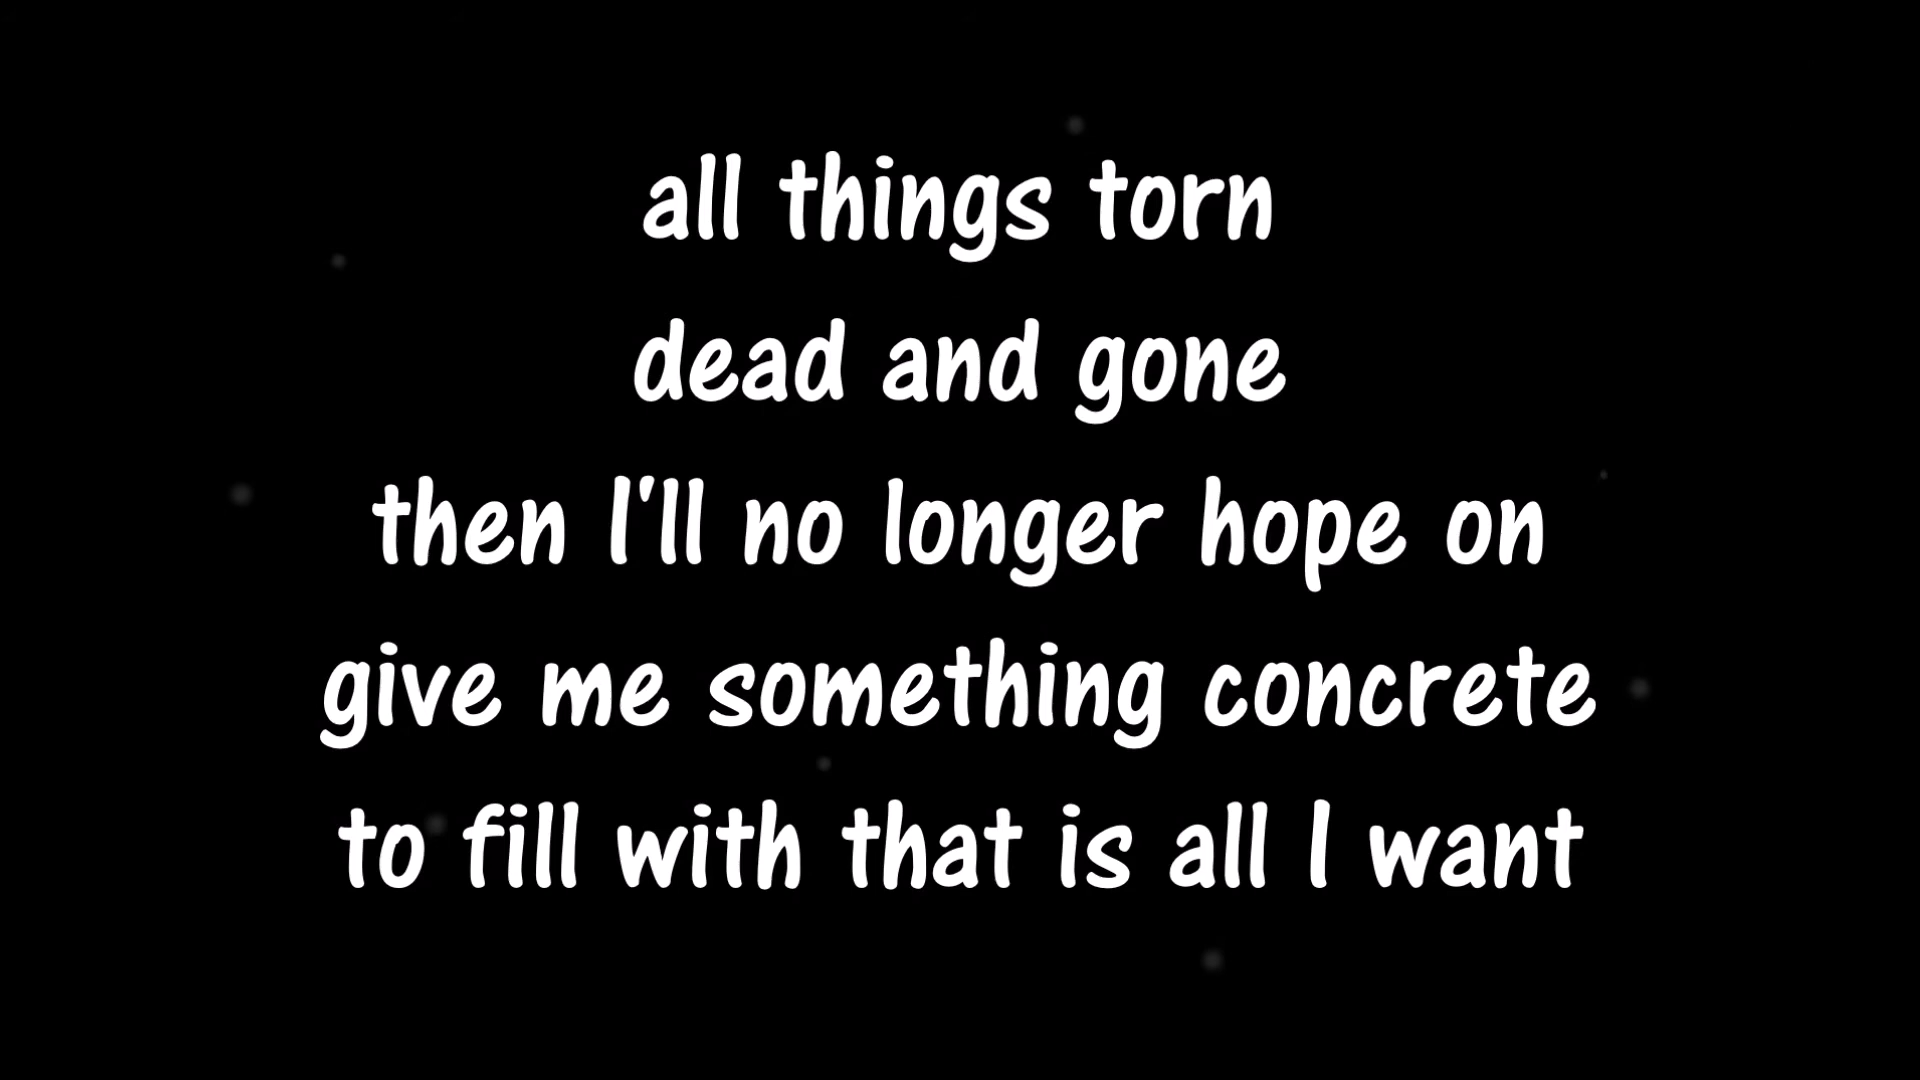 all things torn
dead and gone
then I'll no longer hope on
give me something concrete
to fill with that is all I want